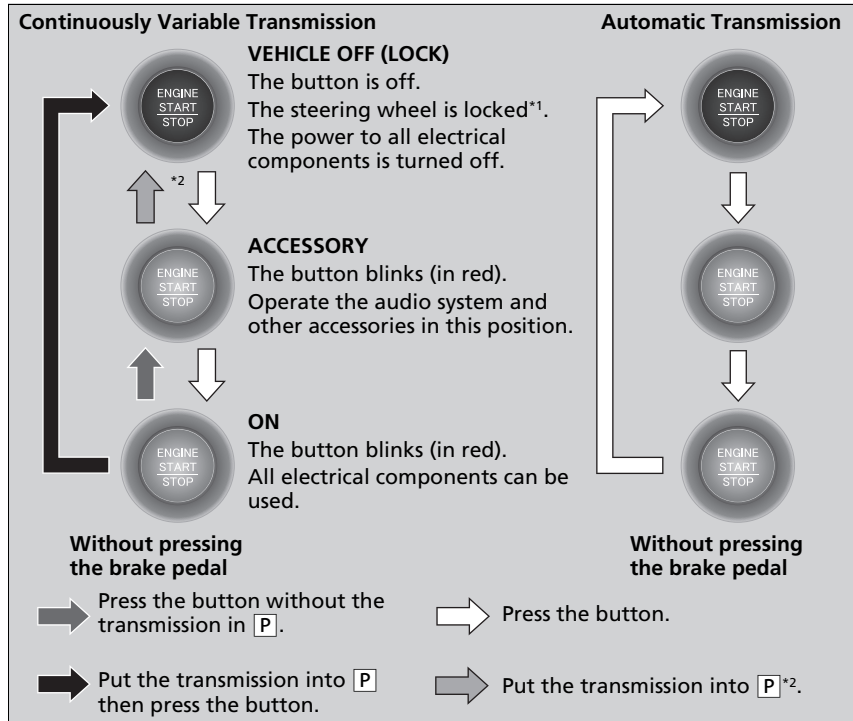 Continuously Variable Transmission
Automatic Transmission
ENGINE
START
STOP
VEHICLE OFF (LOCK)
The button is off.
The steering wheel is locked*1.
The power to all electrical
components is turned off.
ENGINE
START
STOP
*2
ENGINE
START
STOP
ACCESSORY
The button blinks (in red).
Operate the audio system and
other accessories in this position.
ENGINE
START
STOP
ENGINE
START
STOP
ON
The button blinks (in red).
All electrical components can be
used.
ENGINE
START
STOP
Without pressing
the brake pedal
Without pressing
the brake pedal
Press the button without the
transmission in P.
Press the button.
Put the transmission into P
then press the button.
Put the transmission into P*2.